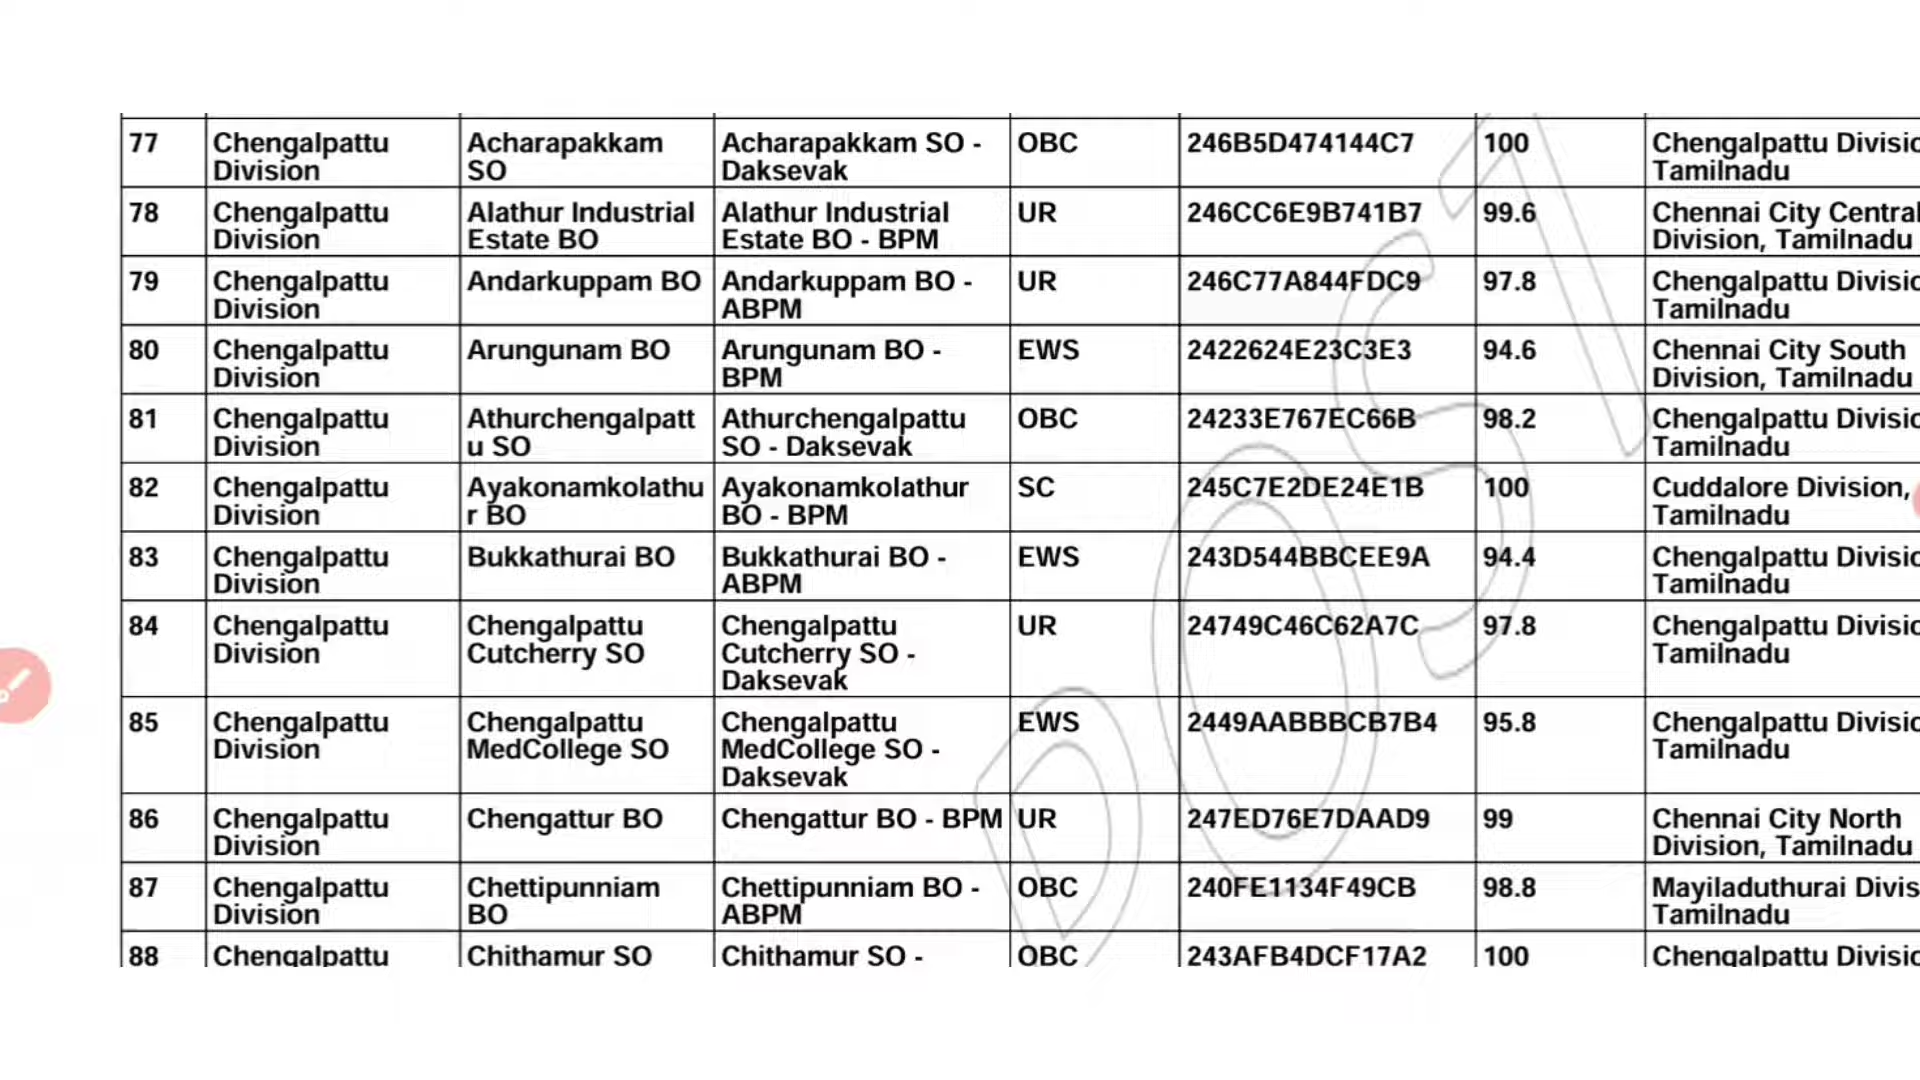 77 Chengalpattu Acharapakkam Acharapakkam SO - OBC 246B5D474144C7 100 Chengalpattu Divisio
Division SO Daksevak Tamilnadu
78 Chengalpattu Alathur Industrial Alathur Industrial UR 246CC6E9B741B7 99.6 Chennai City Central
Division Estate BO Estate BO - BPM Division, Tamilnadu
79 Chengalpattu Andarkuppam BO Andarkuppam BO - UR 246C77A844FDC9 97.8 Chengalpattu Divisio
Division ABPM Tamilnadu
80 Chengalpattu Arungunam BO Arungunam BO - EWS 2422624E23C3E3 94.6 Chennai City South
Division BPM Division, Tamilnadu
81 Chengalpattu Athurchengalpatt Athurchengalpattu OBC 24233E767EC66B 98.2 Chengalpattu Divisio
Division u SO SO - Daksevak Tamilnadu
82 Chengalpattu Ayakonamkolathu Ayakonamkolathur SC 245C7E2DE24E1B 100 Cuddalore Division,
Division r BO BO - BPM Tamilnadu
83 Chengalpattu Bukkathurai BO Bukkathurai BO - EWS 243D544BBCEE9A 94.4 Chengalpattu Divisio
Division ABPM Tamilnadu
84 Chengalpattu Chengalpattu Chengalpattu UR 24749C46C62A7C 97.8 Chengalpattu Divisio
Division Cutcherry SO Cutcherry SO - Tamilnadu
Daksevak
85 Chengalpattu Chengalpattu Chengalpattu EWS 2449AABBBCB7B4 95.8 Chengalpattu Divisio
Division MedCollege SO MedCollege SO - Tamilnadu
Daksevak
86 Chengalpattu Chengattur BO Chengattur BO - BPM UR 247ED76E7DAAD9 99 Chennai City North
Division Division, Tamilnadu
87 Chengalpattu Chettipunniam Chettipunniam BO - OBC 240FE1134F49CB 98.8 Mayiladuthurai Divis
Division BO ABPM Tamilnadu
88 Chengalpattu Chithamur SO Chithamur SO - OBC 243AFB4DCF17A2 100 Chengalpattu Divisio
POST